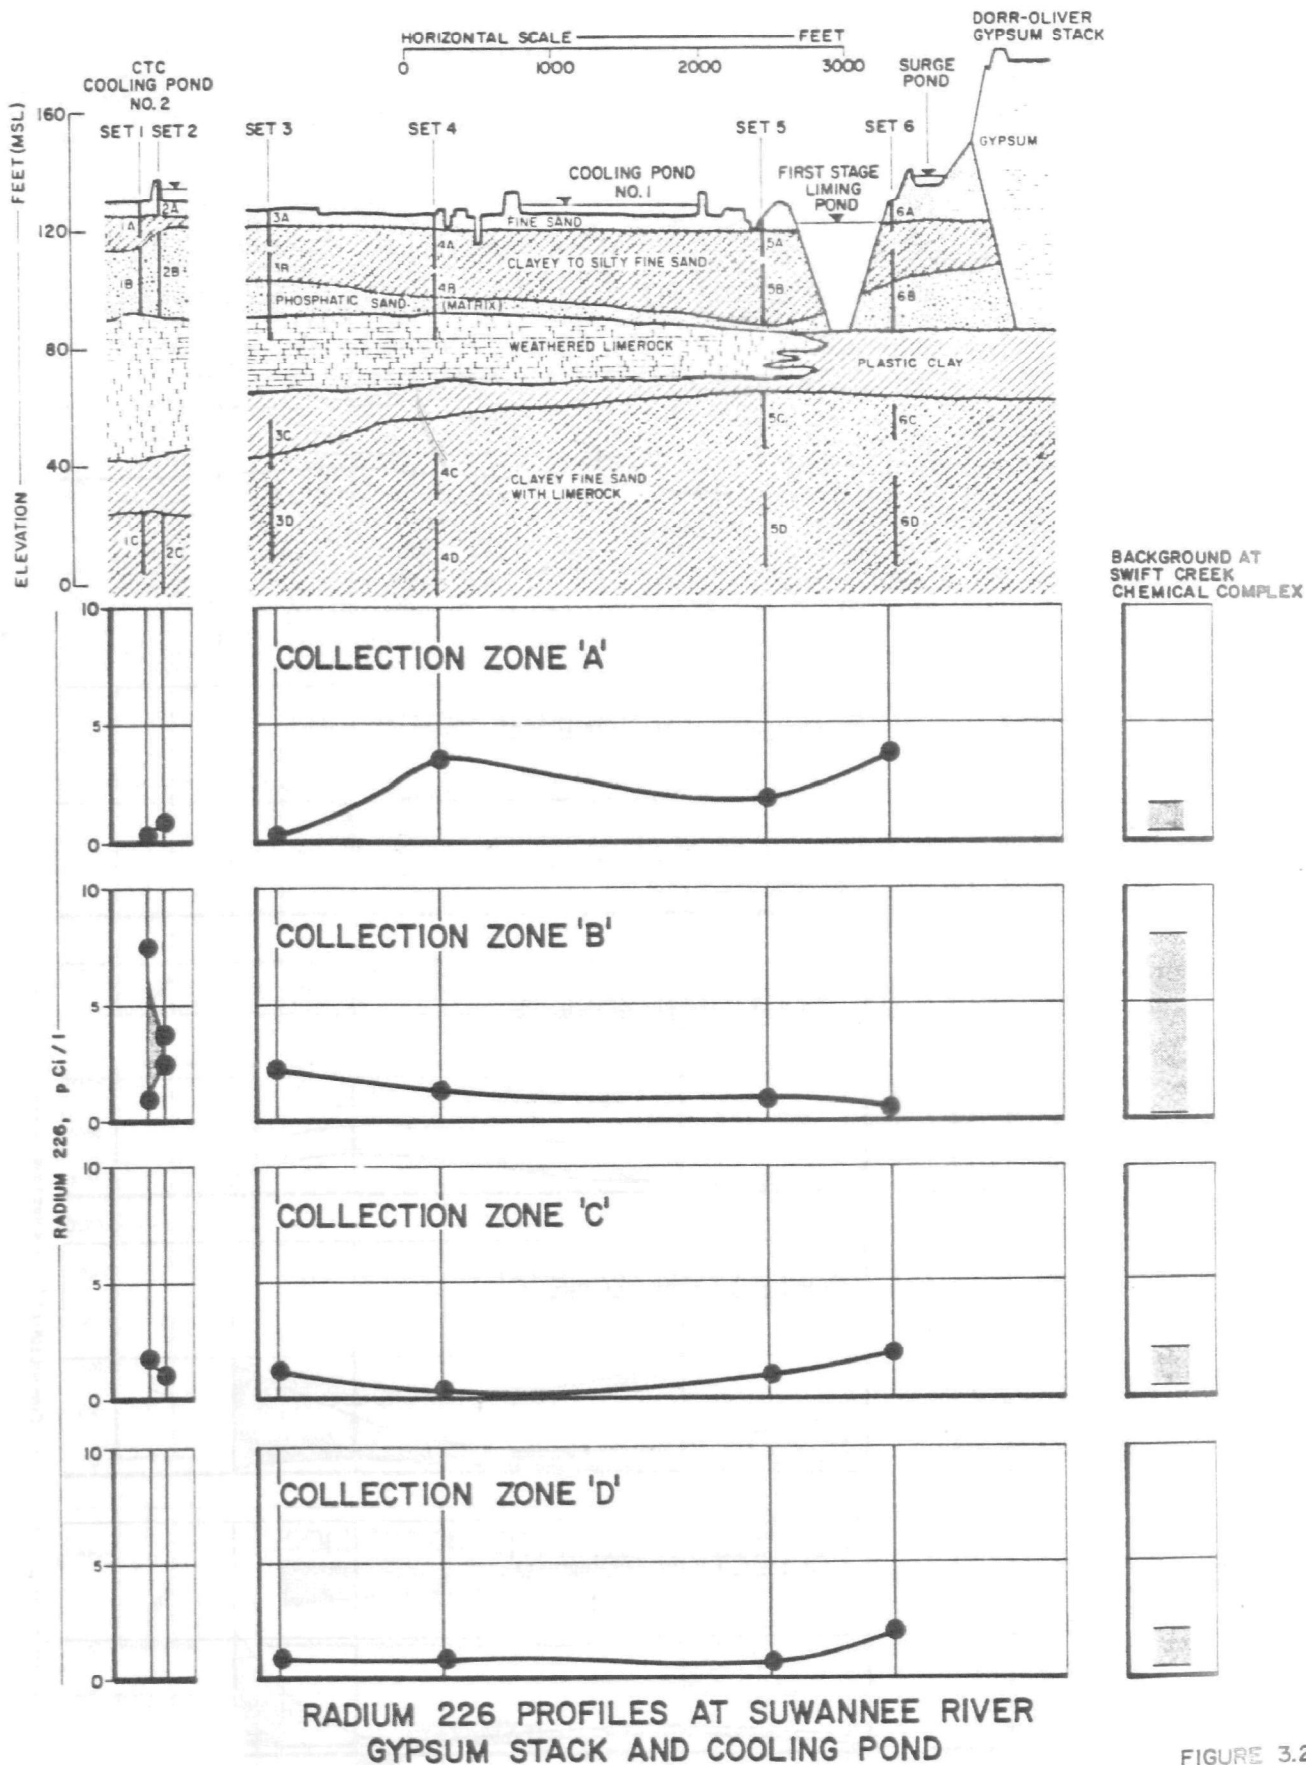 DORR-OLIVER
GYPSUM STACK
HORIZONTAL SCALE
FEET
0
1000
2000
3000
SURGE
POND
CTC
COOLING POND
NO. 2
FEET (MSL)
160
SET 1
SET 2
SET 3
SET 4
SET 5
SET 6
GYPSUM
COOLING POND
NO. 1
FIRST STAGE
LIMING
POND
2A
3A
FINE SAND
6A
120
4A
5A
3B
CLAYEY TO SILTY FINE SAND
1B
2B
4B
5B
6B
PHOSPHATIC SAND
(MATRIX)
80
WEATHERED LIMEROCK
PLASTIC CLAY
3C
5C
6C
40
4C
CLAYEY FINE SAND
WITH LIMEROCK
3D
5D
6D
1C
2C
4D
0
ELEVATION
BACKGROUND AT
SWIFT CREEK
CHEMICAL COMPLEX
10
COLLECTION ZONE 'A'
5
0
10
COLLECTION ZONE 'B'
5
0
RADIUM 226, pCi / l
10
COLLECTION ZONE 'C'
5
0
10
COLLECTION ZONE 'D'
5
0
RADIUM 226 PROFILES AT SUWANNEE RIVER
GYPSUM STACK AND COOLING POND
FIGURE 3.2